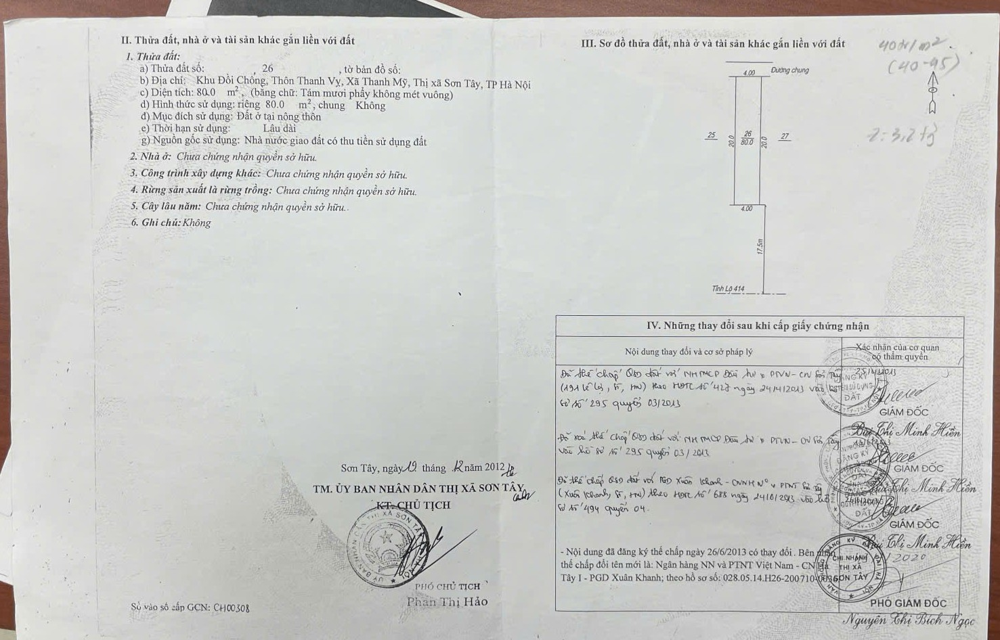 II. Thửa đất, nhà ở và tài sản khác gắn liền với đất
1. Thửa đất:
a) Thửa đất số: , 26 , tờ bản đồ số:
b) Địa chỉ: Khu Đồi Chông, Thôn Thanh Vỵ, Xã Thanh Mỹ, Thị xã Sơn Tây, TP Hà Nội
c) Diện tích: 80.0 m², (bằng chữ: Tám mươi phẩy không mét vuông)
d) Hình thức sử dụng: riêng 80.0 m², chung Không
đ) Mục đích sử dụng: Đất ở tại nông thôn
e) Thời hạn sử dụng: Lâu dài
g) Nguồn gốc sử dụng: Nhà nước giao đất có thu tiền sử dụng đất
2. Nhà ở: Chưa chứng nhận quyền sở hữu.
3. Công trình xây dựng khác: Chưa chứng nhận quyền sở hữu.
4. Rừng sản xuất là rừng trồng: Chưa chứng nhận quyền sở hữu.
5. Cây lâu năm: Chưa chứng nhận quyền sở hữu..
6. Ghi chú: Không
Sơn Tây, ngày 19 tháng 12 năm 2012
TM. ỦY BAN NHÂN DÂN THỊ XÃ SƠN TÂY
KT. CHỦ TỊCH
PHÓ CHỦ TỊCH
Phan Thị Hảo
Số vào sổ cấp GCN: CH00308
III. Sơ đồ thửa đất, nhà ở và tài sản khác gắn liền với đất
40tr/m²
(40-45)
4.00 Đường chung
25 20.0 26 20.0 27
80.0
2: 3,2 tỷ
4.00
17.5m
Tỉnh Lộ 414
IV. Những thay đổi sau khi cấp giấy chứng nhận
Nội dung thay đổi và cơ sở pháp lý
Xác nhận của cơ quan
có thẩm quyền
Đã thế chấp QSD đất với NHTMCP Đầu tư & PTVN - CN Sơn Tây
(191 Lê Lợi, ST, HN) theo HĐTC số 427 ngày 24/4/2013 vào
sơ số 295 quyển 03/2013
25/4/2013
GIÁM ĐỐC
Bùi Thị Minh Hiền
Đã xoá thế chấp QSD đất với NHTMCP Đầu tư & PTVN - CN Sơn Tây
vào hồ sơ số 295 quyển 03/2013
GIÁM ĐỐC
Bùi Thị Minh Hiền
Đã thế chấp QSD đất với PGD Xuân Khanh - CNNHN° & PTNT Sơn Tây
(Xuân Khanh, ST, HN) theo HĐTC số 688 ngày 24/6/2013 vào hồ
sơ số 494 quyển 04.
GIÁM ĐỐC
Bùi Thị Minh Hiền
- Nội dung đã đăng ký thế chấp ngày 26/6/2013 có thay đổi. Bên nhận
thế chấp đổi tên mới là: Ngân hàng NN và PTNT Việt Nam - CN
Tây I - PGD Xuân Khanh; theo hồ sơ số: 028.05.14.H26-200710-0036
/2020
CHI NHÁNH
THỊ XÃ
SƠN TÂY
PHÓ GIÁM ĐỐC
Nguyễn Thị Bích Ngọc